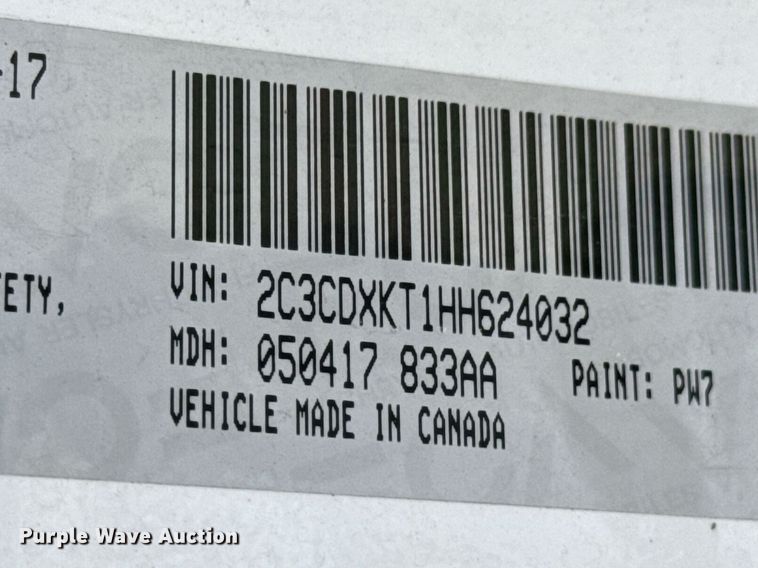 -17
VIN: 2C3CDXKT1HH624032
ETY,
MDH: 050417 833AA PAINT: PW7
VEHICLE MADE IN CANADA
Purple Wave Auction